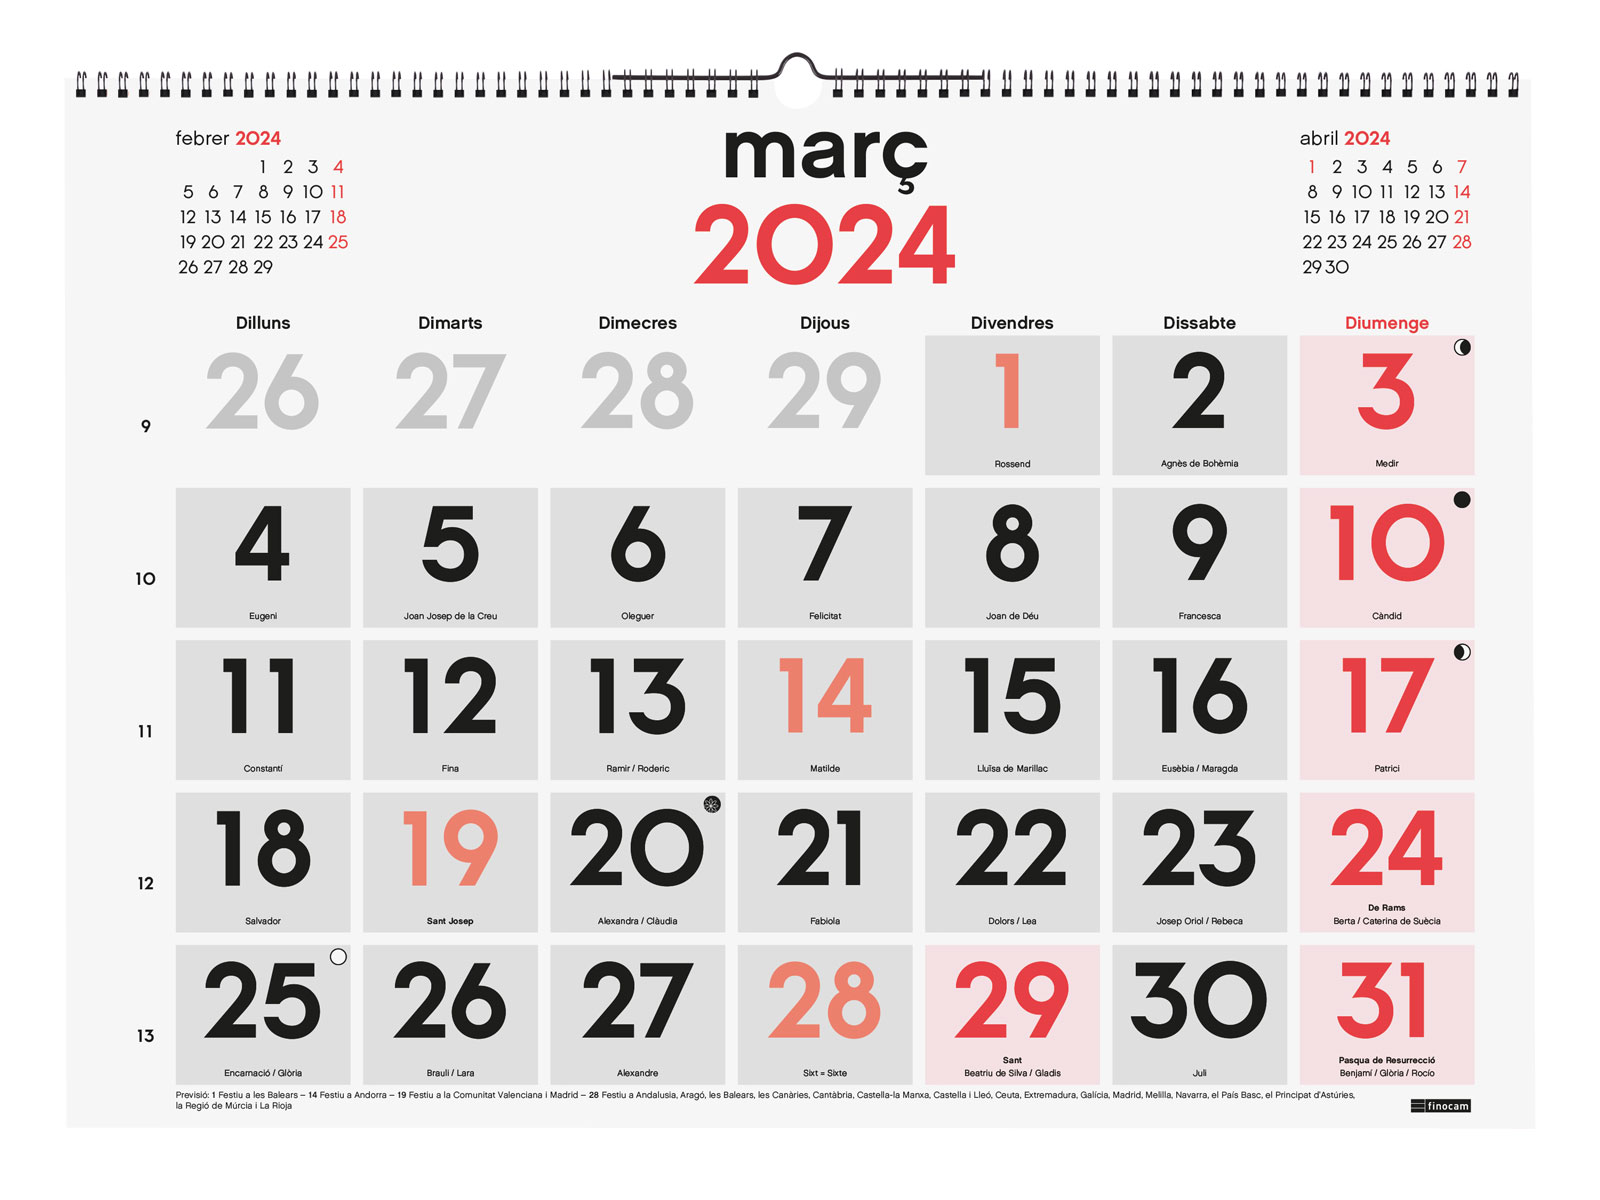 febrer 2024
1 2 3 4
5 6 7 8 9 10 11
12 13 14 15 16 17 18
19 20 21 22 23 24 25
26 27 28 29
març
2024
abril 2024
1 2 3 4 5 6 7
8 9 10 11 12 13 14
15 16 17 18 19 20 21
22 23 24 25 26 27 28
29 30
Dilluns Dimarts Dimecres Dijous Divendres Dissabte Diumenge
26 27 28 29 1 2 3
9
Rossend Agnès de Bohèmia Medir
4 5 6 7 8 9 10
10
Eugeni Joan Josep de la Creu Oleguer Felicitat Joan de Déu Francesca Càndid
11 12 13 14 15 16 17
11
Constantí Fina Ramir / Roderic Matilde Lluïsa de Marillac Eusèbia / Maragda Patrici
18 19 20 21 22 23 24
12
De Rams
Salvador Sant Josep Alexandra / Clàudia Fabiola Dolors / Lea Josep Oriol / Rebeca Berta / Caterina de Suècia
25 26 27 28 29 30 31
13
Sant Pasqua de Resurrecció
Encarnació / Glòria Brauli / Lara Alexandre Sixt = Sixte Beatriu de Silva / Gladis Juli Benjamí / Glòria / Rocío
Previsió: 1 Festiu a les Balears – 14 Festiu a Andorra – 19 Festiu a la Comunitat Valenciana i Madrid – 28 Festiu a Andalusia, Aragó, les Balears, les Canàries, Cantàbria, Castella-la Manxa, Castella i Lleó, Ceuta, Extremadura, Galícia, Madrid, Melilla, Navarra, el País Basc, el Principat d'Astúries,
la Regió de Múrcia i La Rioja
finocam